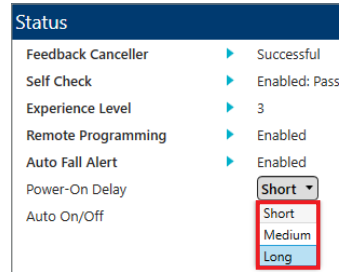 Status
Feedback Canceller Successful
Self Check Enabled: Pass
Experience Level 3
Remote Programming Enabled
Auto Fall Alert Enabled
Power-On Delay Short
Auto On/Off Short
Medium
Long